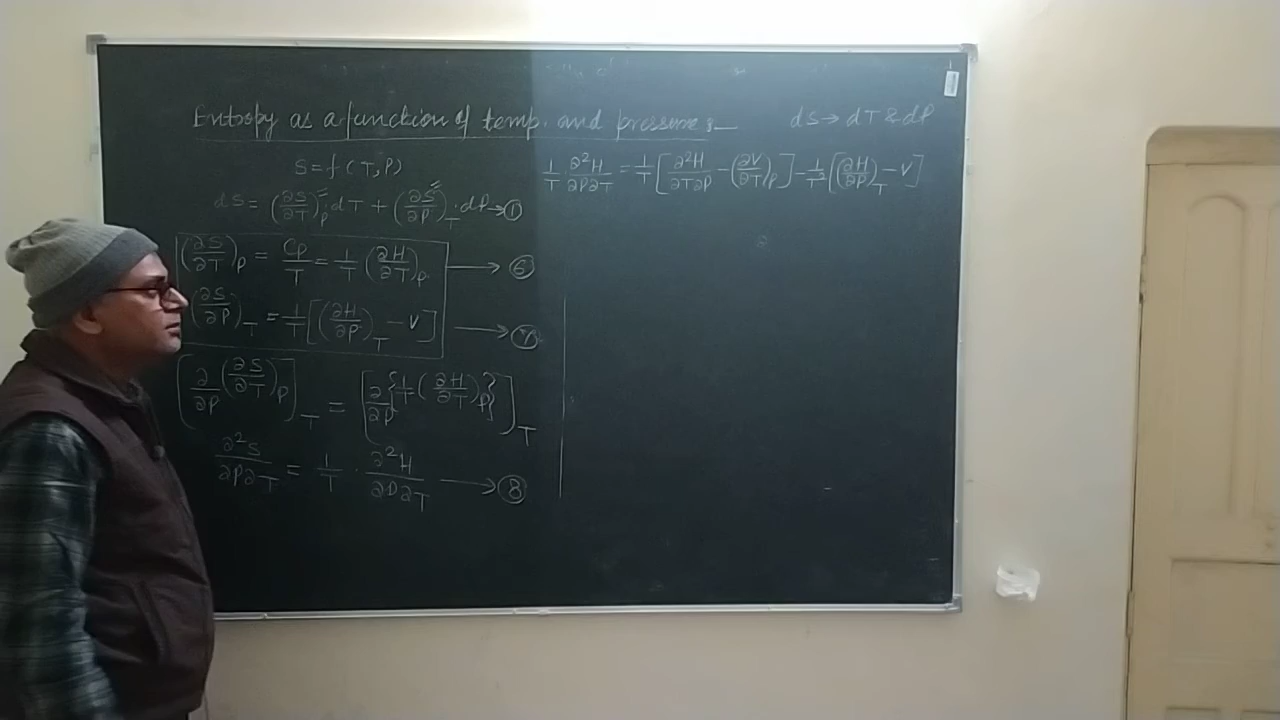 Entropy as a function of temp. and pressure :—
dS → dT & dP
S = f (T, P)
dS = (∂S/∂T)_P . dT + (∂S/∂P)_T . dP → ①
(∂S/∂T)_P = CP/T = 1/T (∂H/∂T)_P → ⑥
(∂S/∂P)_T = 1/T [(∂H/∂P)_T − V] → ⑦
[∂/∂P (∂S/∂T)_P]_T = [∂/∂P {1/T (∂H/∂T)_P}]_T
∂²S/∂P∂T = 1/T . ∂²H/∂P∂T → ⑧
1/T . ∂²H/∂P∂T = 1/T [∂²H/∂T∂P − (∂V/∂T)_P] − 1/T² [(∂H/∂P)_T − V]